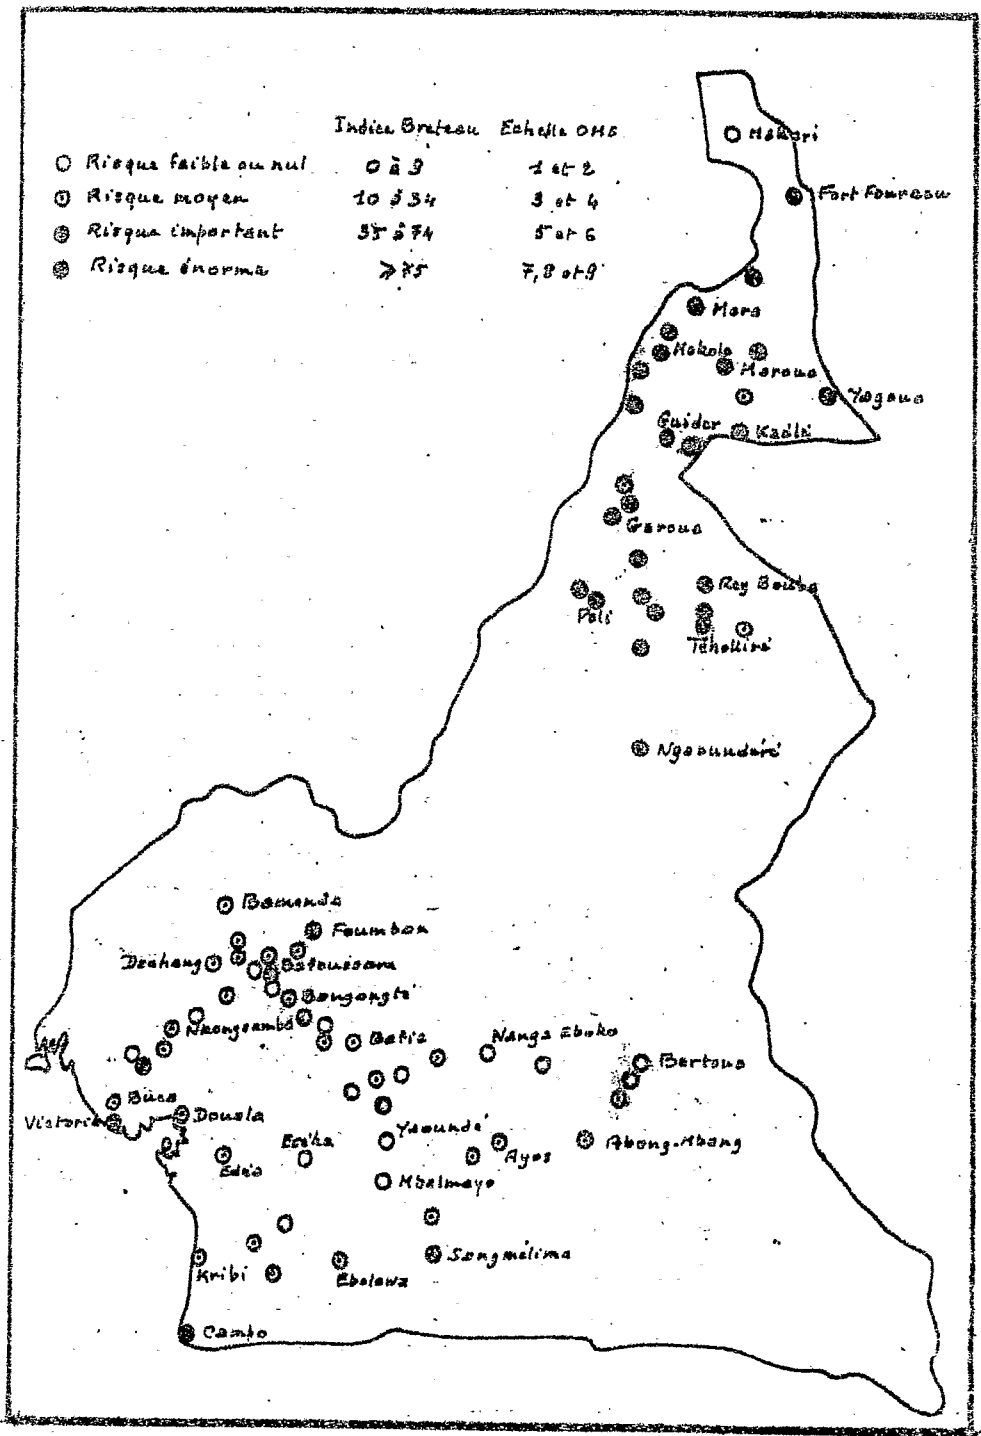 Indice Breteau Echelle OMS
Risque faible ou nul 0 à 9 1 et 2
Risque moyen 10 à 34 3 et 4
Risque important 35 à 74 5 et 6
Risque énorme ≥75 7, 8 et 9
Makari
Fort Foureau
Mora
Mokolo
Maroua
Yagoua
Guider
Kaélé
Garoua
Rey Bouba
Poli
Tcholliré
Ngaoundéré
Bamenda
Foumban
Dschang
Bafoussam
Bangangté
Nkongsamba
Bafia
Nanga Eboko
Bertoua
Buea
Victoria
Douala
Yaoundé
Eséka
Abong-Mbang
Ayos
Edéa
Mbalmayo
Sangmélima
Kribi
Ebolowa
Campo